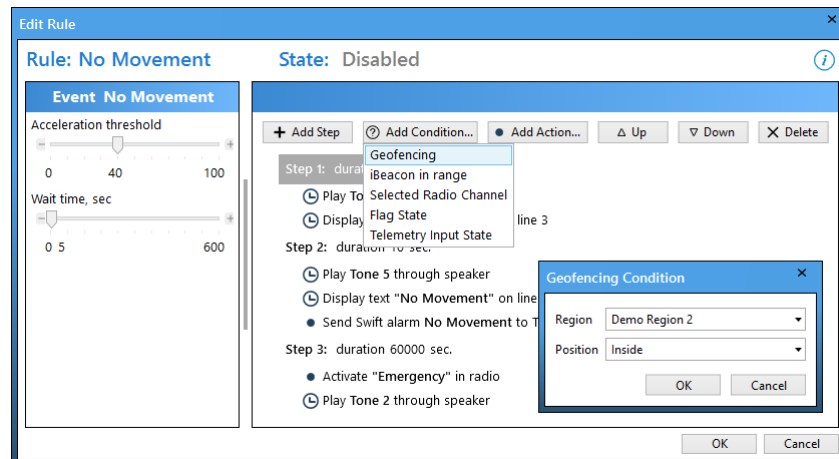 Edit Rule
Rule: No Movement State: Disabled
Event No Movement
Acceleration threshold
0 40 100
Wait time, sec
0 5 600
Add Step Add Condition... Add Action... Up Down Delete
Geofencing
iBeacon in range
Selected Radio Channel
Flag State
Telemetry Input State
Step 1: dura
Play To
Display line 3
Step 2: duration 10 sec.
Play Tone 5 through speaker
Display text "No Movement" on line
Send Swift alarm No Movement to T
Step 3: duration 60000 sec.
Activate "Emergency" in radio
Play Tone 2 through speaker
Geofencing Condition
Region Demo Region 2
Position Inside
OK Cancel
OK Cancel